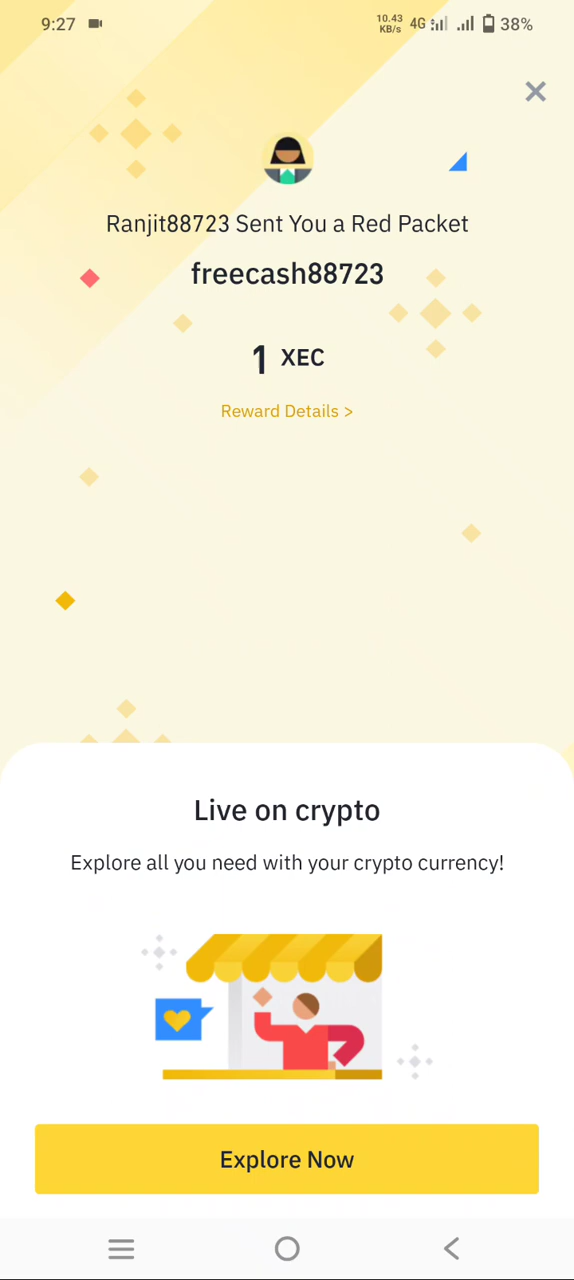 9:27 10.43 KB/s 4G 38%
Ranjit88723 Sent You a Red Packet
freecash88723
1 XEC
Reward Details >
Live on crypto
Explore all you need with your crypto currency!
Explore Now